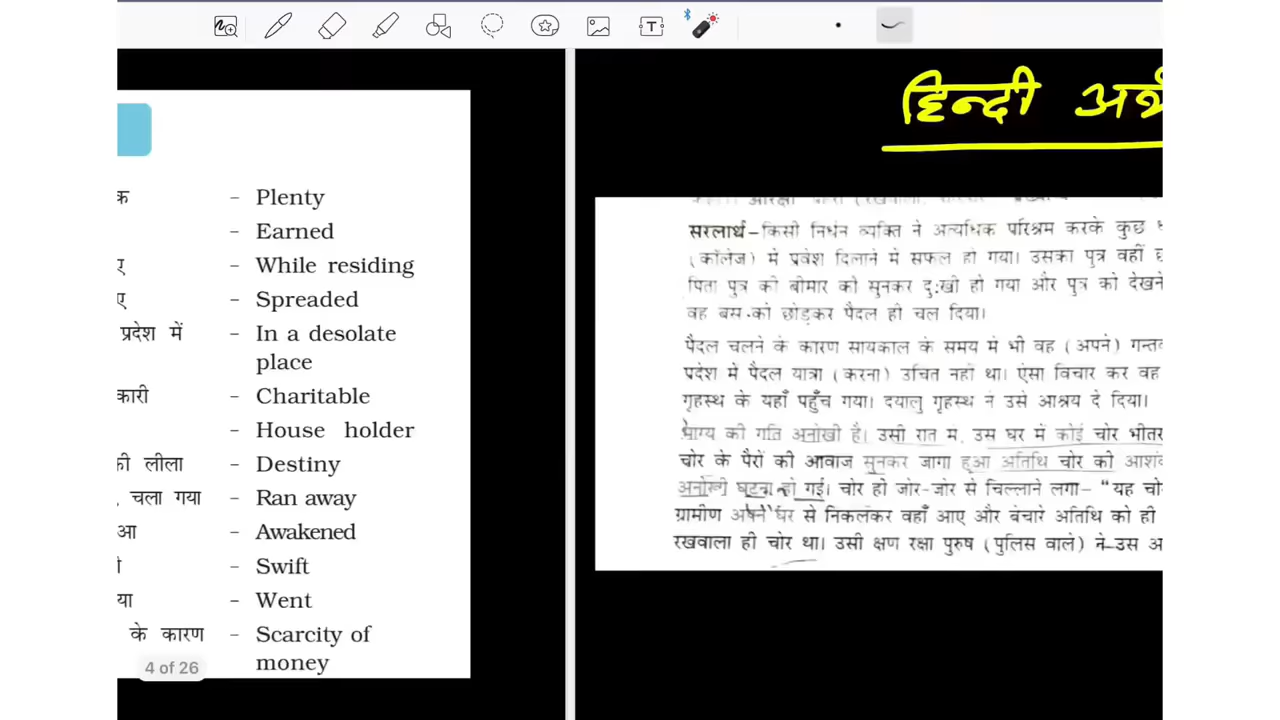 T
क - Plenty
- Earned
ए - While residing
ए - Spreaded
प्रदेश में - In a desolate
place
कारी - Charitable
- House holder
की लीला - Destiny
, चला गया - Ran away
आ - Awakened
ी - Swift
या - Went
के कारण - Scarcity of
money
4 of 26
हिन्दी
सरलार्थ-किसी निर्धन व्यक्ति ने अत्यधिक परिश्रम करके कुछ
(कॉलेज) में प्रवेश दिलाने में सफल हो गया। उसका पुत्र वहीं
पिता पुत्र की बीमार की सुनकर दुःखी हो गया और पुत्र को देखने
वह बस को छोड़कर पैदल ही चल दिया।
पैदल चलने के कारण सायकाल के समय में भी वह (अपने)
प्रदेश में पैदल यात्रा (करना) उचित नहीं था। ऐसा विचार कर वह
गृहस्थ के यहाँ पहुँच गया। दयालु गृहस्थ ने उसे आश्रय दे दिया।
भाग्य की गति अनोखी है। उसी रात में, उस घर में कोई चोर भीतर
चोर के पैरों की आवाज सुनकर जागा हुआ अतिथि चोर की
अनोखी घटना हो गई। चोर हो जोर-जोर से चिल्लाने लगा- "यह
ग्रामीण अपने घर से निकलंकर वहाँ आए और बेचारे अतिथि को ही
रखवाला ही चोर था। उसी क्षण रक्षा पुरुष (पुलिस वाले) ने उस